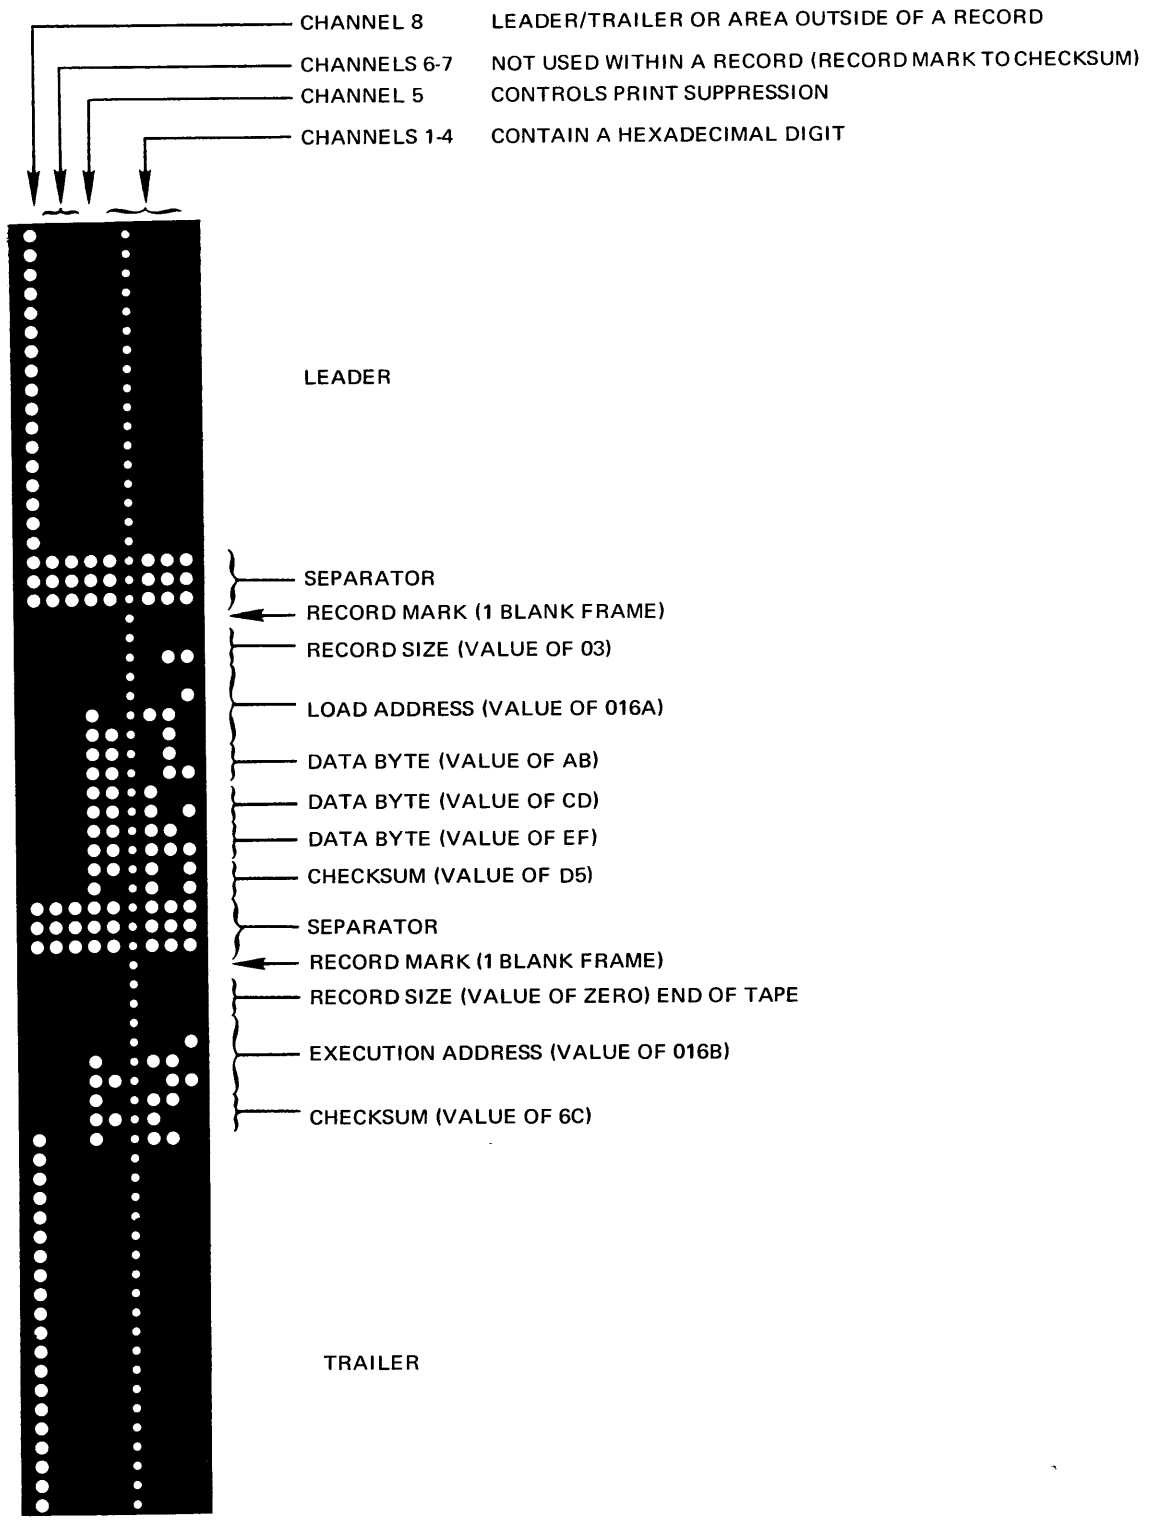 CHANNEL 8 LEADER/TRAILER OR AREA OUTSIDE OF A RECORD
CHANNELS 6-7 NOT USED WITHIN A RECORD (RECORD MARK TO CHECKSUM)
CHANNEL 5 CONTROLS PRINT SUPPRESSION
CHANNELS 1-4 CONTAIN A HEXADECIMAL DIGIT
LEADER
SEPARATOR
RECORD MARK (1 BLANK FRAME)
RECORD SIZE (VALUE OF 03)
LOAD ADDRESS (VALUE OF 016A)
DATA BYTE (VALUE OF AB)
DATA BYTE (VALUE OF CD)
DATA BYTE (VALUE OF EF)
CHECKSUM (VALUE OF D5)
SEPARATOR
RECORD MARK (1 BLANK FRAME)
RECORD SIZE (VALUE OF ZERO) END OF TAPE
EXECUTION ADDRESS (VALUE OF 016B)
CHECKSUM (VALUE OF 6C)
TRAILER